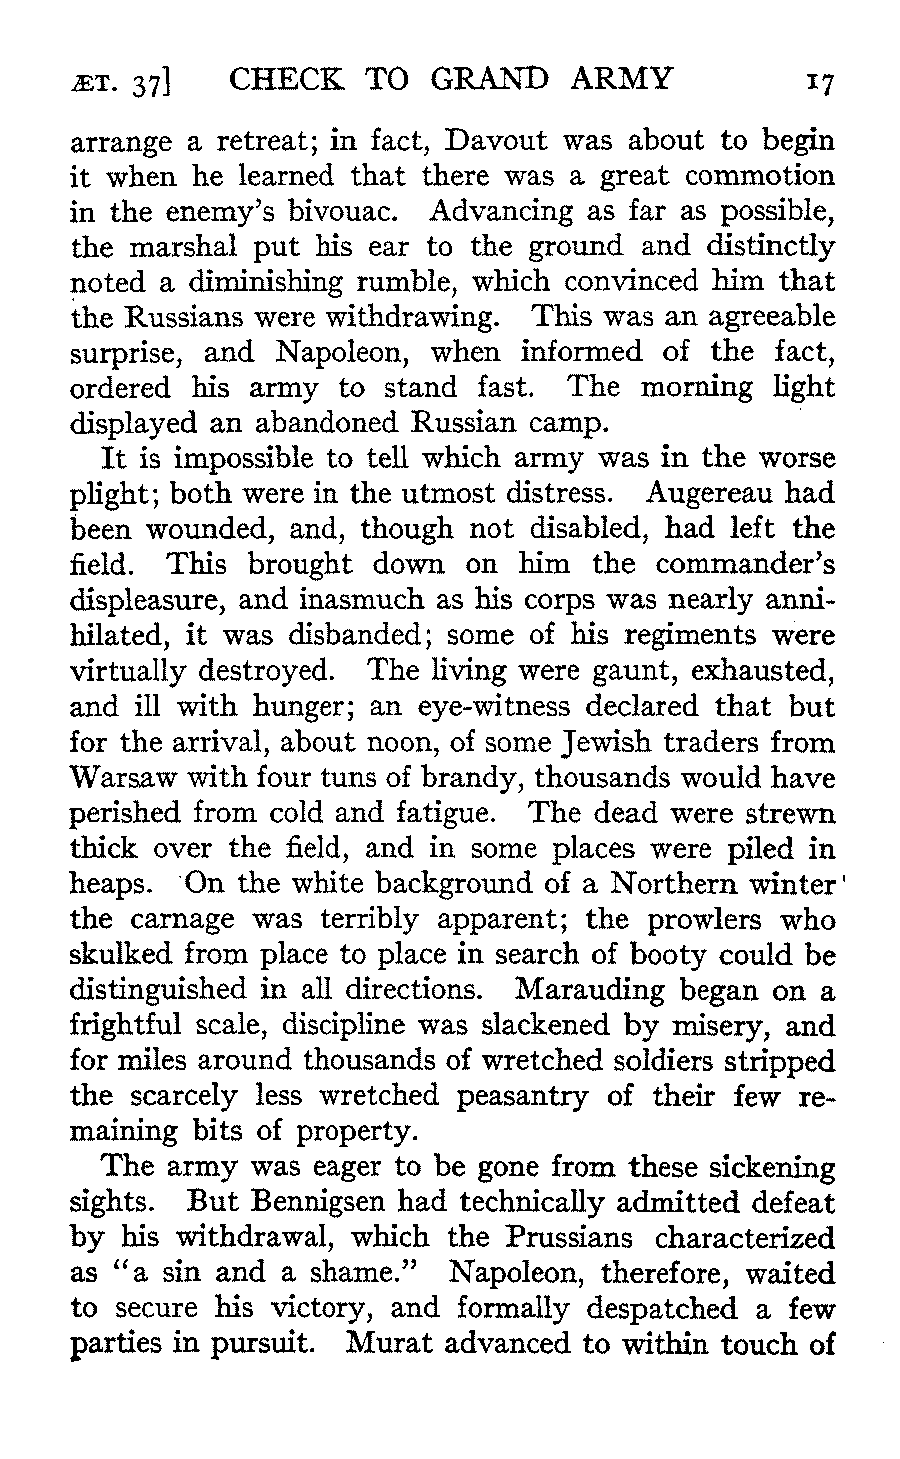 ÆT. 37] CHECK TO GRAND ARMY 17
arrange a retreat; in fact, Davout was about to begin
it when he learned that there was a great commotion
in the enemy's bivouac. Advancing as far as possible,
the marshal put his ear to the ground and distinctly
noted a diminishing rumble, which convinced him that
the Russians were withdrawing. This was an agreeable
surprise, and Napoleon, when informed of the fact,
ordered his army to stand fast. The morning light
displayed an abandoned Russian camp.
It is impossible to tell which army was in the worse
plight; both were in the utmost distress. Augereau had
been wounded, and, though not disabled, had left the
field. This brought down on him the commander's
displeasure, and inasmuch as his corps was nearly anni-
hilated, it was disbanded; some of his regiments were
virtually destroyed. The living were gaunt, exhausted,
and ill with hunger; an eye-witness declared that but
for the arrival, about noon, of some Jewish traders from
Warsaw with four tuns of brandy, thousands would have
perished from cold and fatigue. The dead were strewn
thick over the field, and in some places were piled in
heaps. On the white background of a Northern winter
the carnage was terribly apparent; the prowlers who
skulked from place to place in search of booty could be
distinguished in all directions. Marauding began on a
frightful scale, discipline was slackened by misery, and
for miles around thousands of wretched soldiers stripped
the scarcely less wretched peasantry of their few re-
maining bits of property.
The army was eager to be gone from these sickening
sights. But Bennigsen had technically admitted defeat
by his withdrawal, which the Prussians characterized
as "a sin and a shame." Napoleon, therefore, waited
to secure his victory, and formally despatched a few
parties in pursuit. Murat advanced to within touch of